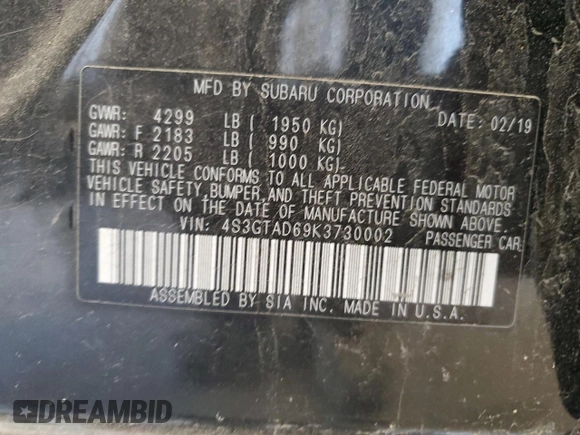 MFD BY SUBARU CORPORATION
GVWR: 4299 LB ( 1950 KG) DATE: 02/19
GAWR: F 2183 LB ( 990 KG)
GAWR: R 2205 LB ( 1000 KG)
THIS VEHICLE CONFORMS TO ALL APPLICABLE FEDERAL MOTOR
VEHICLE SAFETY, BUMPER, AND THEFT PREVENTION STANDARDS
IN EFFECT ON THE DATE OF MANUFACTURE SHOWN ABOVE.
VIN: 4S3GTAD69K3730002 PASSENGER CAR
ASSEMBLED BY SIA INC. MADE IN U.S.A.
DREAMBID